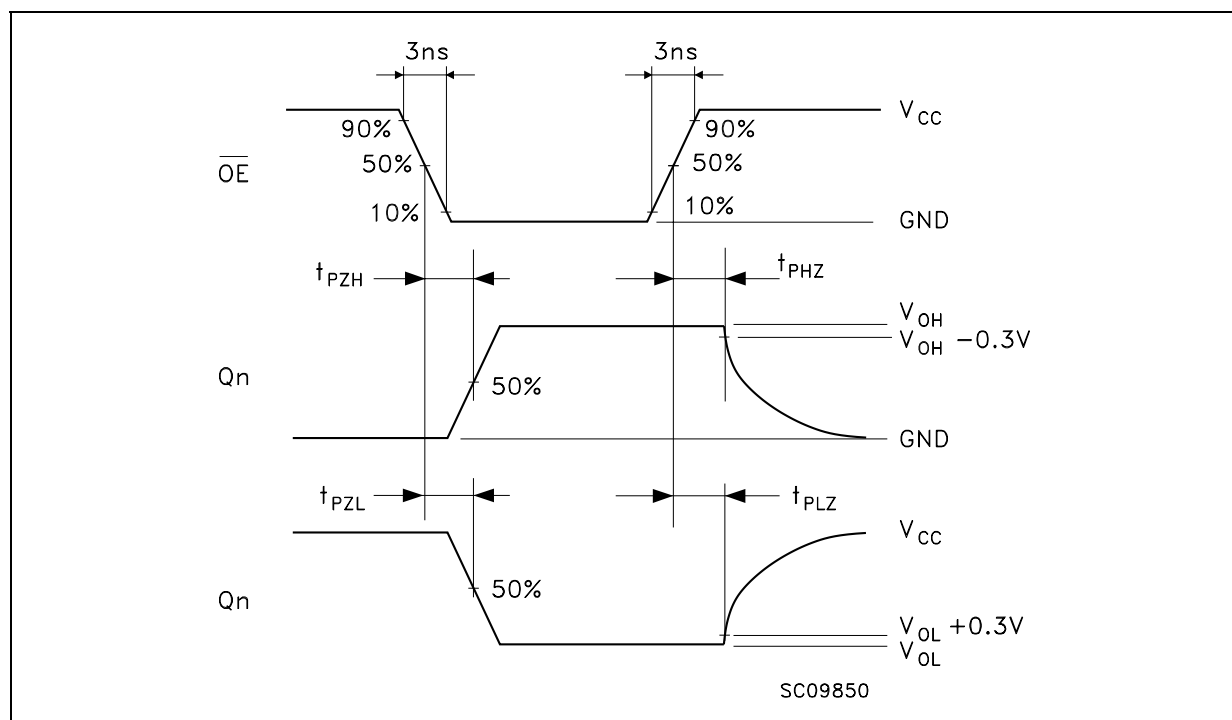 3ns 3ns
V_CC
90% 90%
50% 50%
OE
10% 10%
GND
t_PZH t_PHZ
V_OH
V_OH −0.3V
Qn
50%
GND
t_PZL t_PLZ
V_CC
50%
Qn
V_OL +0.3V
V_OL
SC09850